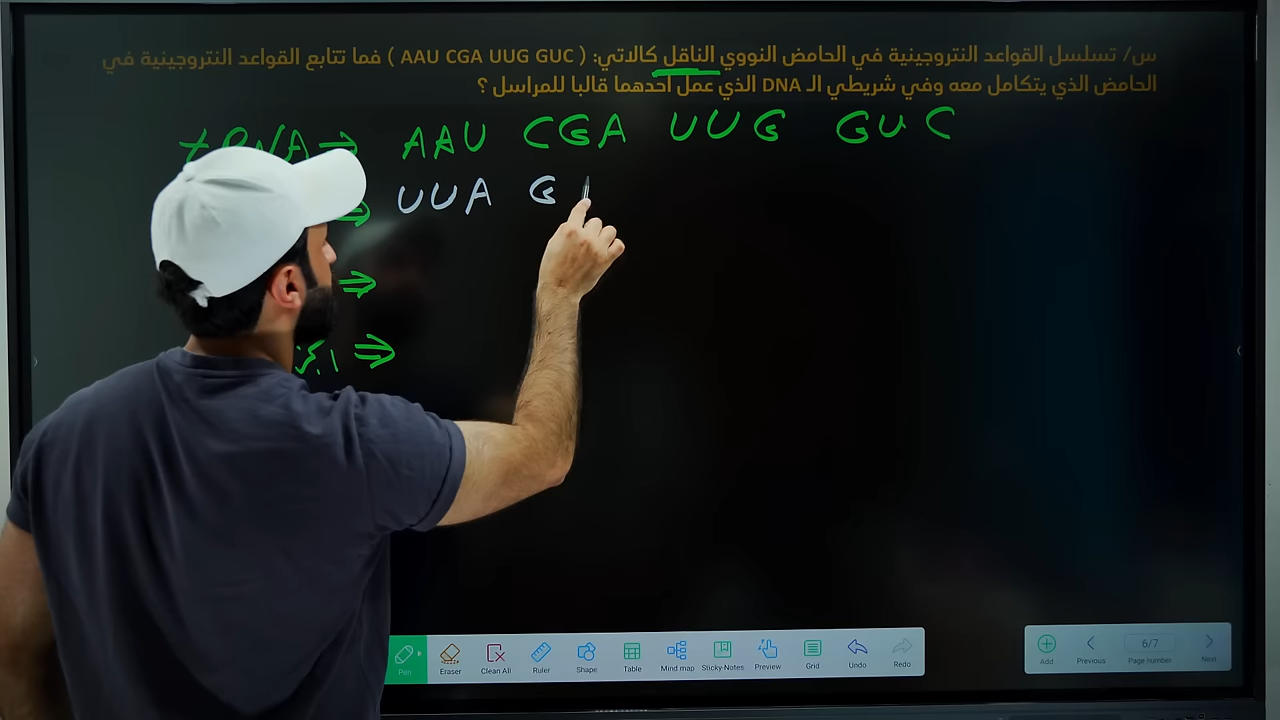 س/ تسلسل القواعد النتروجينية في الحامض النووي الناقل كالاتي: ( AAU CGA UUG GUC ) فما تتابع القواعد النتروجينية في
الحامض الذي يتكامل معه وفي شريطي الـ DNA الذي عمل احدهما قالبا للمراسل ؟
tRNA ⇒ AAU CGA UUG GUC
⇒ UUA G
⇒
⇒
Pen Eraser Clean All Ruler Shape Table Mind map Sticky-Notes Preview Grid Undo Redo
Add Previous 6/7 Page number Next